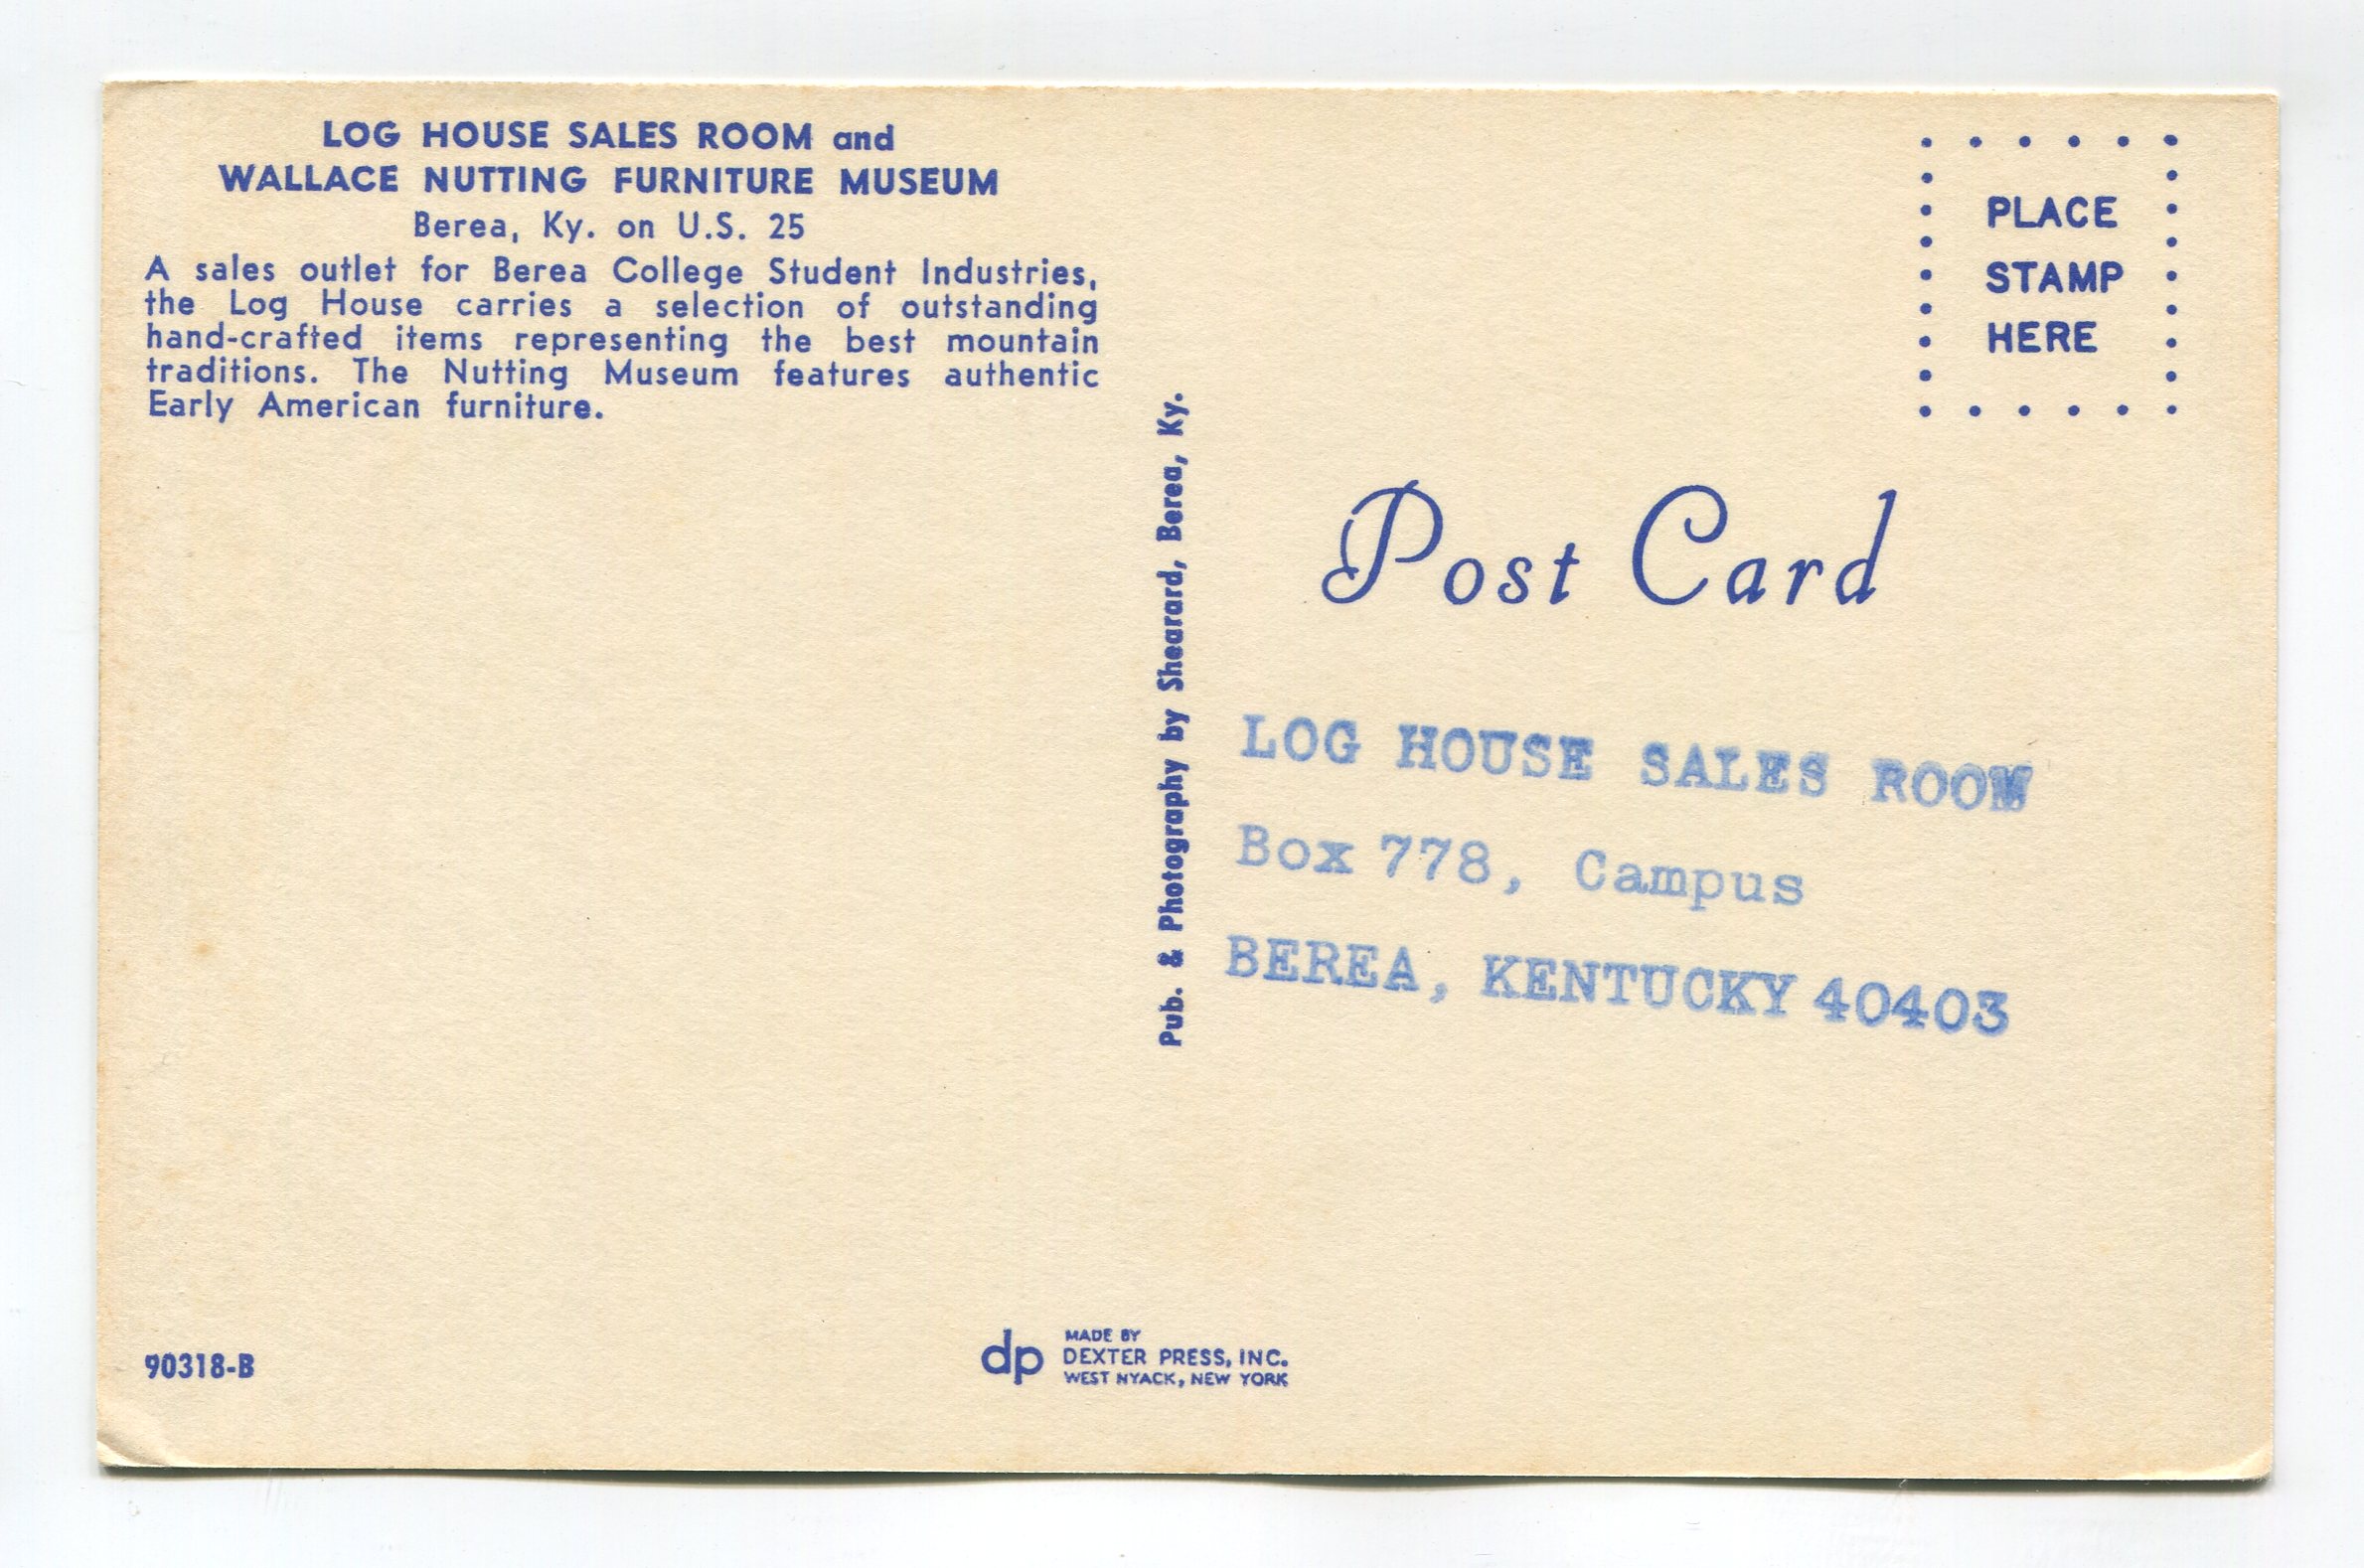 LOG HOUSE SALES ROOM and
WALLACE NUTTING FURNITURE MUSEUM
Berea, Ky. on U.S. 25
A sales outlet for Berea College Student Industries,
the Log House carries a selection of outstanding
hand-crafted items representing the best mountain
traditions. The Nutting Museum features authentic
Early American furniture.
90318-B
Pub. & Photography by Shearard, Berea, Ky.
dp
MADE BY
DEXTER PRESS, INC.
WEST NYACK, NEW YORK
PLACE
STAMP
HERE
Post Card
LOG HOUSE SALES ROOM
Box 778, Campus
BEREA, KENTUCKY 40403